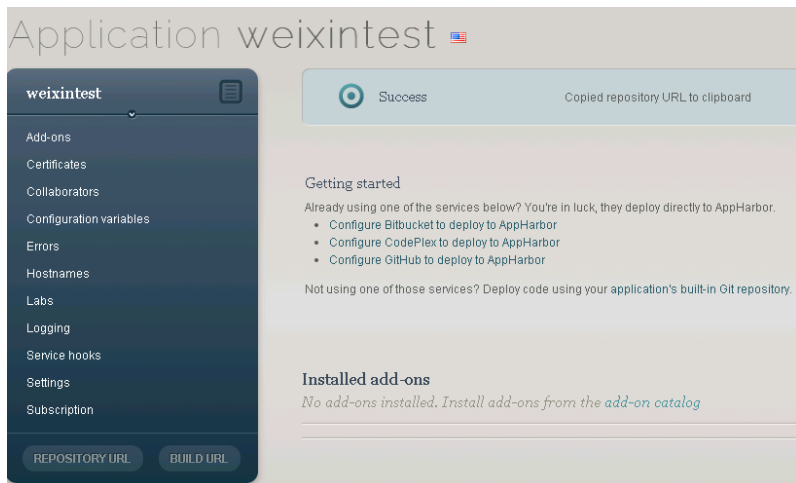 Application weixintest
weixintest
Add-ons
Certificates
Collaborators
Configuration variables
Errors
Hostnames
Labs
Logging
Service hooks
Settings
Subscription
REPOSITORY URL
BUILD URL
Success
Copied repository URL to clipboard
Getting started
Already using one of the services below? You're in luck, they deploy directly to AppHarbor.
• Configure Bitbucket to deploy to AppHarbor
• Configure CodePlex to deploy to AppHarbor
• Configure GitHub to deploy to AppHarbor
Not using one of those services? Deploy code using your application's built-in Git repository.
Installed add-ons
No add-ons installed. Install add-ons from the add-on catalog